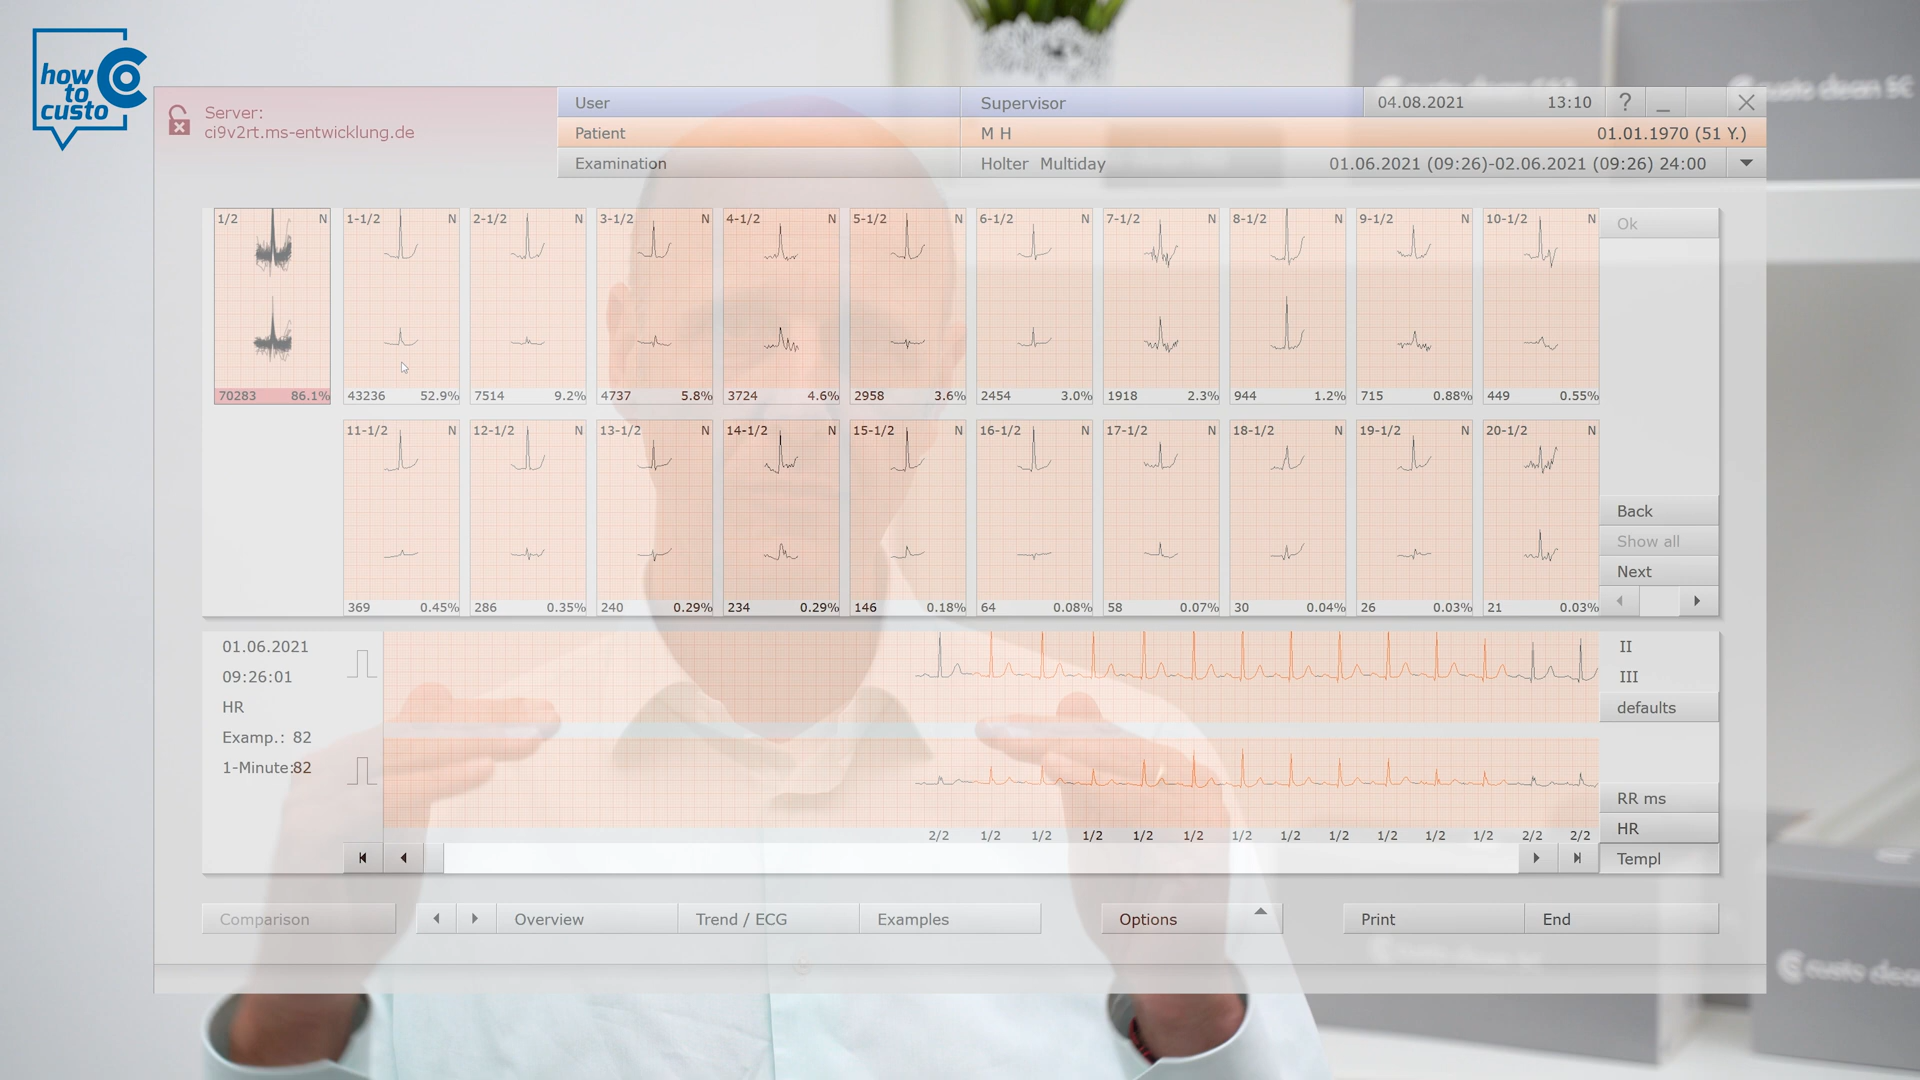 how
to
custo
Server:
ci9v2rt.ms-entwicklung.de
User Supervisor 04.08.2021 13:10 ? _
Patient M H 01.01.1970 (51 Y.)
Examination Holter Multiday 01.06.2021 (09:26)-02.06.2021 (09:26) 24:00
1/2 N 1-1/2 N 2-1/2 N 3-1/2 N 4-1/2 N 5-1/2 N 6-1/2 N 7-1/2 N 8-1/2 N 9-1/2 N 10-1/2 N
Ok
70283 86.1% 43236 52.9% 7514 9.2% 4737 5.8% 3724 4.6% 2958 3.6% 2454 3.0% 1918 2.3% 944 1.2% 715 0.88% 449 0.55%
11-1/2 N 12-1/2 N 13-1/2 N 14-1/2 N 15-1/2 N 16-1/2 N 17-1/2 N 18-1/2 N 19-1/2 N 20-1/2 N
Back
Show all
Next
369 0.45% 286 0.35% 240 0.29% 234 0.29% 146 0.18% 64 0.08% 58 0.07% 30 0.04% 26 0.03% 21 0.03%
01.06.2021
09:26:01
HR
Examp.: 82
1-Minute:82
II
III
defaults
RR ms
HR
Templ
2/2 1/2 1/2 1/2 1/2 1/2 1/2 1/2 1/2 1/2 1/2 1/2 2/2 2/2
Comparison Overview Trend / ECG Examples Options Print End
custo clean SC
custo clean